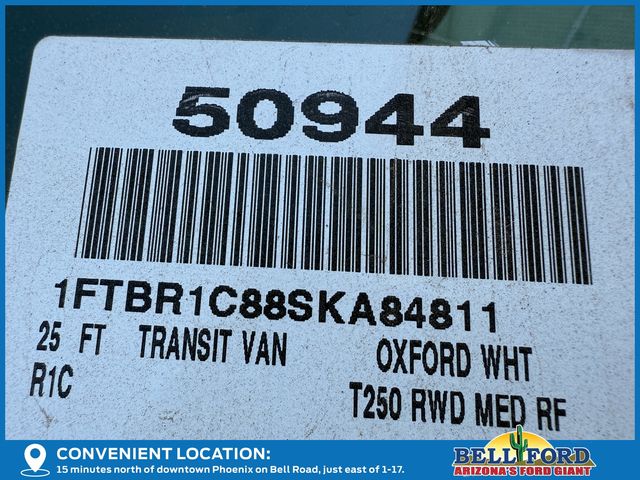 50944
1FTBR1C88SKA84811
25 FT TRANSIT VAN OXFORD WHT
R1C T250 RWD MED RF
CONVENIENT LOCATION:
15 minutes north of downtown Phoenix on Bell Road, just east of 1-17.
BELL FORD
ARIZONA'S FORD GIANT